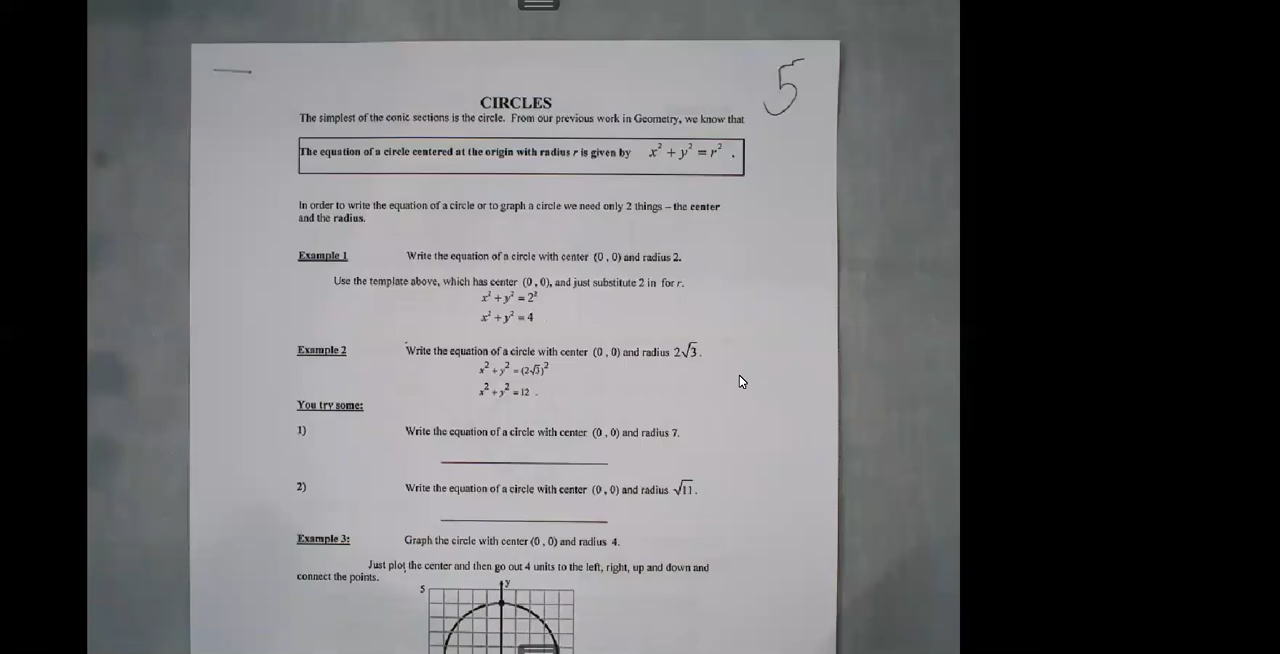 5
CIRCLES
The simplest of the conic sections is the circle. From our previous work in Geometry, we know that
The equation of a circle centered at the origin with radius r is given by x² + y² = r² .
In order to write the equation of a circle or to graph a circle we need only 2 things – the center
and the radius.
Example 1 Write the equation of a circle with center (0 , 0) and radius 2.
Use the template above, which has center (0 , 0), and just substitute 2 in for r.
x² + y² = 2²
x² + y² = 4
Example 2 Write the equation of a circle with center (0 , 0) and radius 2√3 .
x² + y² = (2√3)²
x² + y² = 12 .
You try some:
1) Write the equation of a circle with center (0 , 0) and radius 7.
2) Write the equation of a circle with center (0 , 0) and radius √11 .
Example 3: Graph the circle with center (0 , 0) and radius 4.
Just plot the center and then go out 4 units to the left, right, up and down and
connect the points.
5 y